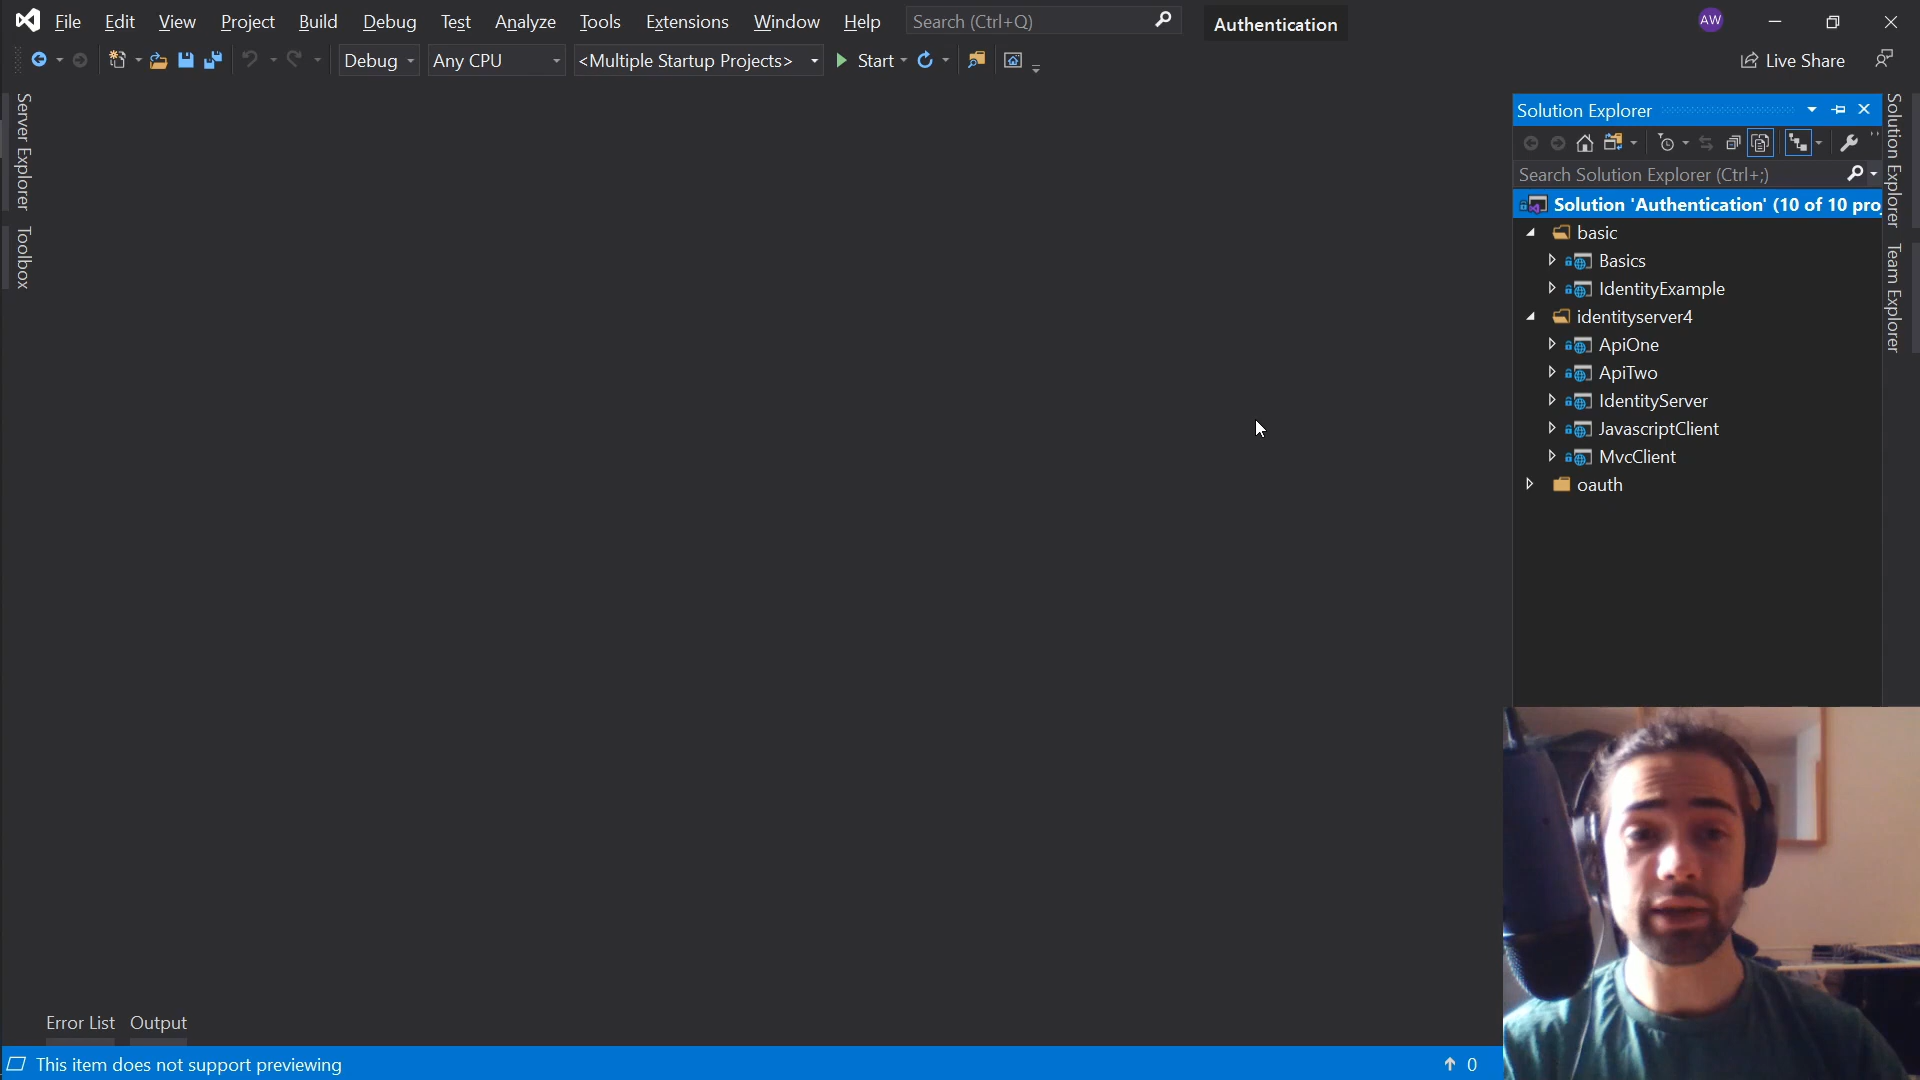 File Edit View Project Build Debug Test Analyze Tools Extensions Window Help Search (Ctrl+Q) Authentication AW
Debug Any CPU <Multiple Startup Projects> Start Live Share
Server Explorer
Toolbox
Solution Explorer
Search Solution Explorer (Ctrl+;)
Solution 'Authentication' (10 of 10 pro
basic
Basics
IdentityExample
identityserver4
ApiOne
ApiTwo
IdentityServer
JavascriptClient
MvcClient
oauth
Solution Explorer
Team Explorer
Error List Output
This item does not support previewing 0